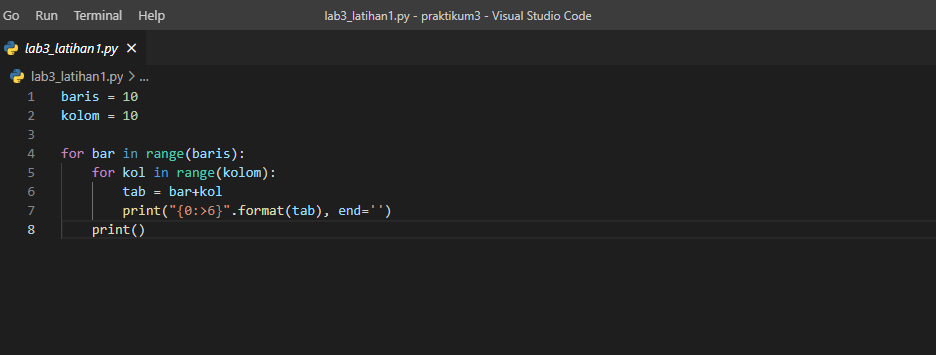 Go Run Terminal Help lab3_latihan1.py - praktikum3 - Visual Studio Code
lab3_latihan1.py ×
lab3_latihan1.py > ...
1 baris = 10
2 kolom = 10
3
4 for bar in range(baris):
5     for kol in range(kolom):
6         tab = bar+kol
7         print("{0:>6}".format(tab), end='')
8     print()